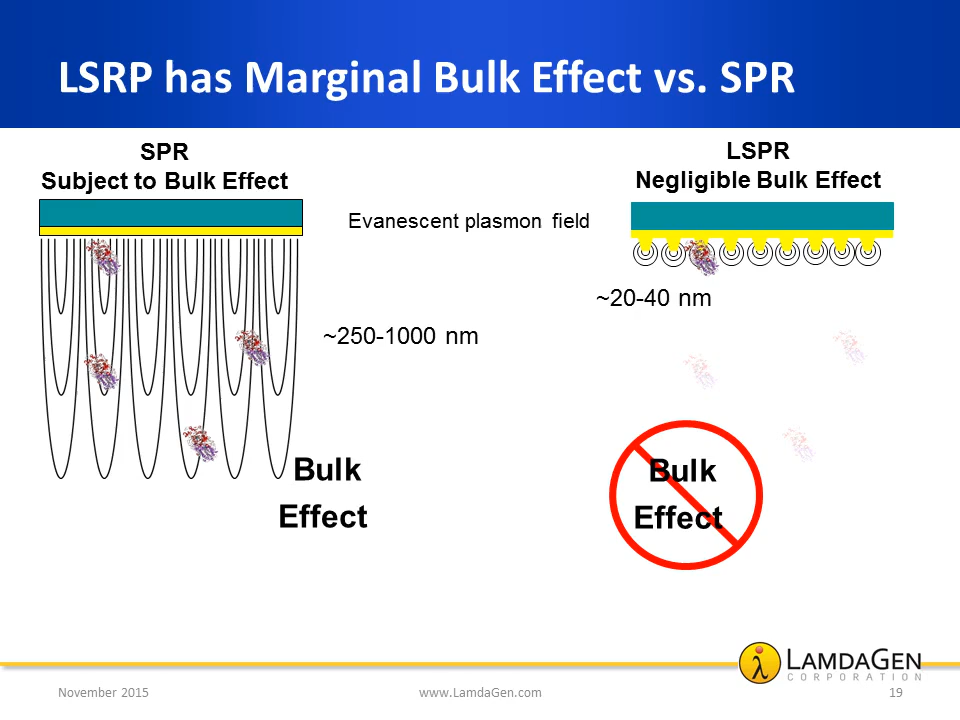 LSRP has Marginal Bulk Effect vs. SPR
SPR
Subject to Bulk Effect
LSPR
Negligible Bulk Effect
Evanescent plasmon field
~20-40 nm
~250-1000 nm
Bulk
Effect
Bulk
Effect
λ LAMDAGEN
CORPORATION
November 2015
www.LamdaGen.com
19